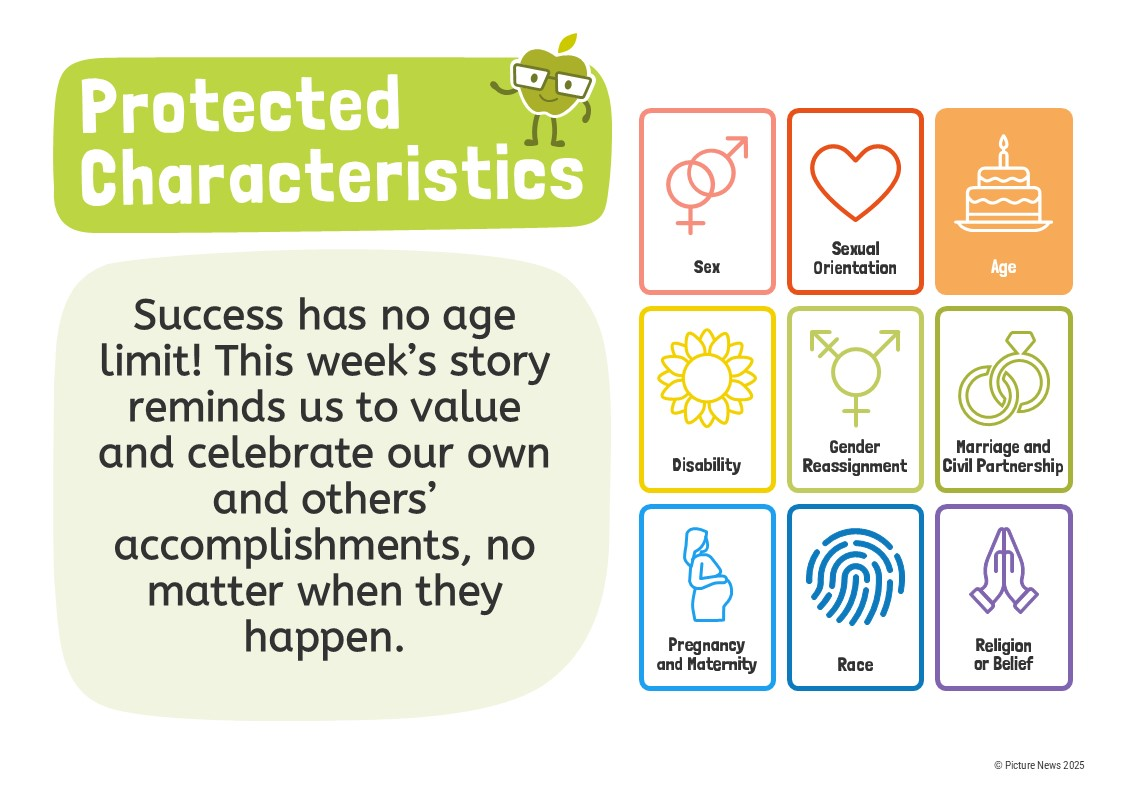 Protected
Characteristics
Success has no age
limit! This week’s story
reminds us to value
and celebrate our own
and others’
accomplishments, no
matter when they
happen.
Sex
Sexual
Orientation
Age
Disability
Gender
Reassignment
Marriage and
Civil Partnership
Pregnancy
and Maternity
Race
Religion
or Belief
© Picture News 2025